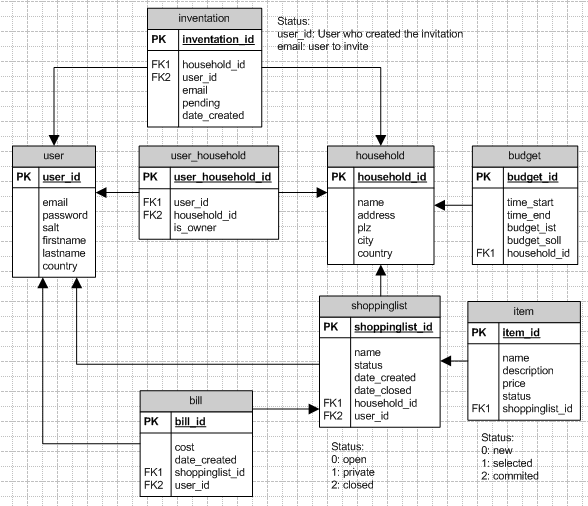 inventation
PK inventation_id
FK1 household_id
FK2 user_id
email
pending
date_created
Status:
user_id: User who created the invitation
email: user to invite
user
PK user_id
email
password
salt
firstname
lastname
country
user_household
PK user_household_id
FK1 user_id
FK2 household_id
is_owner
household
PK household_id
name
address
plz
city
country
budget
PK budget_id
time_start
time_end
budget_ist
budget_soll
FK1 household_id
shoppinglist
PK shoppinglist_id
name
status
date_created
date_closed
FK1 household_id
FK2 user_id
item
PK item_id
name
description
price
status
FK1 shoppinglist_id
bill
PK bill_id
cost
date_created
FK1 shoppinglist_id
FK2 user_id
Status:
0: open
1: private
2: closed
Status:
0: new
1: selected
2: commited